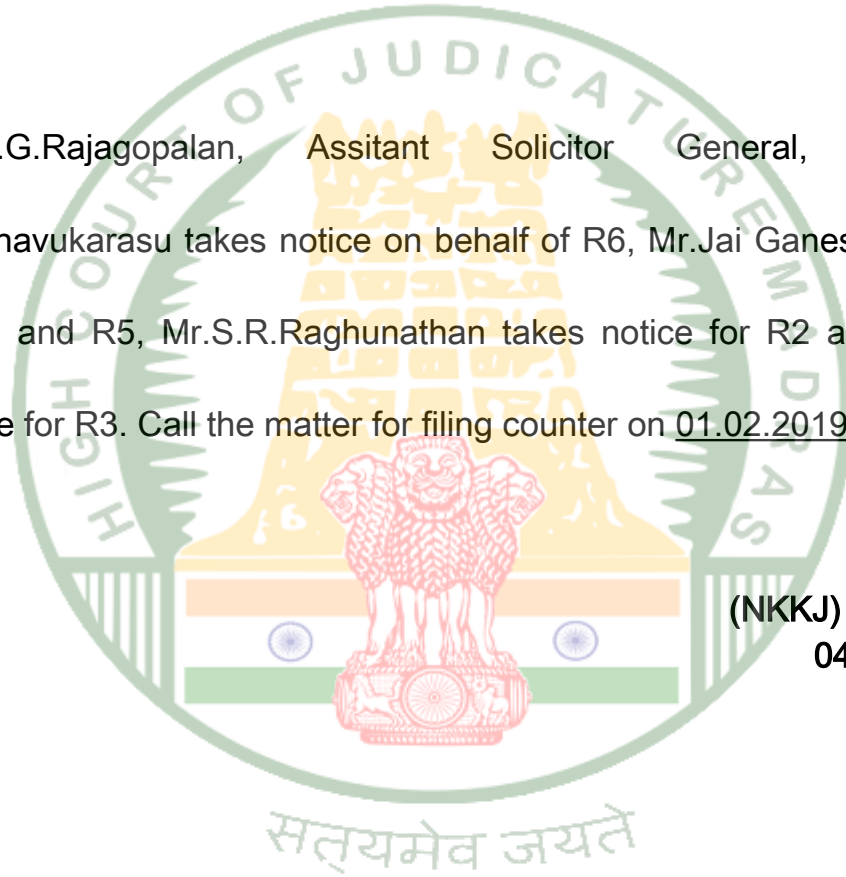 HIGH COURT OF JUDICATURE MADRAS
.G.Rajagopalan, Assitant Solicitor General,
navukarasu takes notice on behalf of R6, Mr.Jai Ganes
and R5, Mr.S.R.Raghunathan takes notice for R2 a
e for R3. Call the matter for filing counter on 01.02.2019
(NKKJ)
04
सत्यमेव जयते